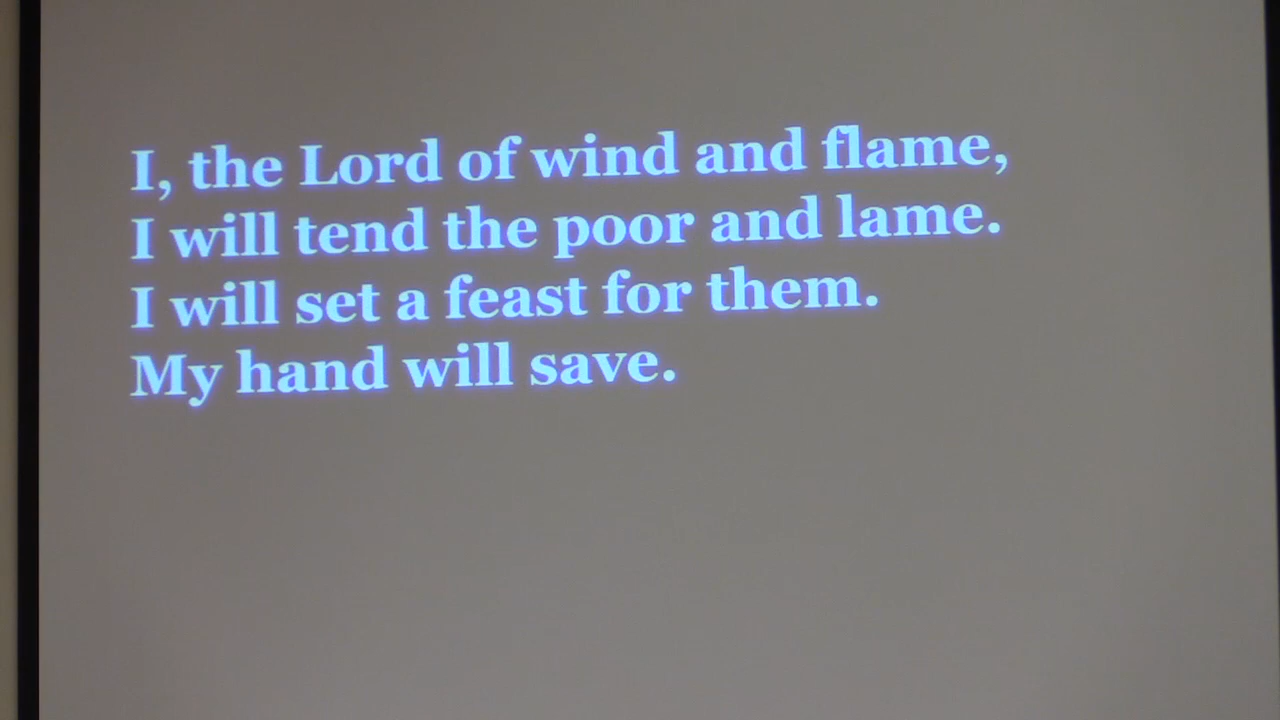 I, the Lord of wind and flame,
I will tend the poor and lame.
I will set a feast for them.
My hand will save.